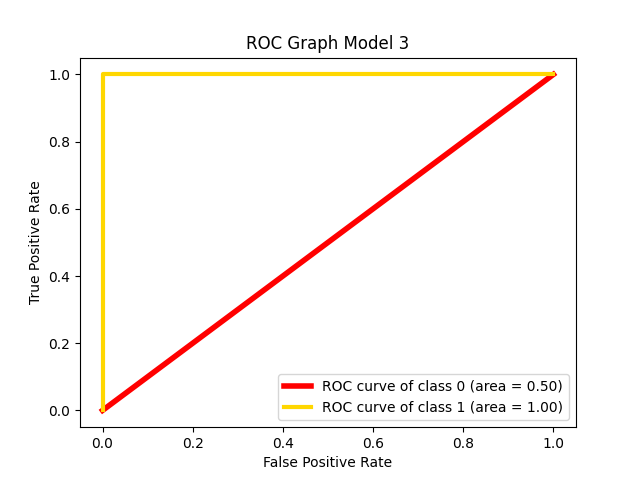 ROC Graph Model 3
1.0
0.8
0.6
0.4
0.2
0.0
True Positive Rate
ROC curve of class 0 (area = 0.50)
ROC curve of class 1 (area = 1.00)
0.0 0.2 0.4 0.6 0.8 1.0
False Positive Rate